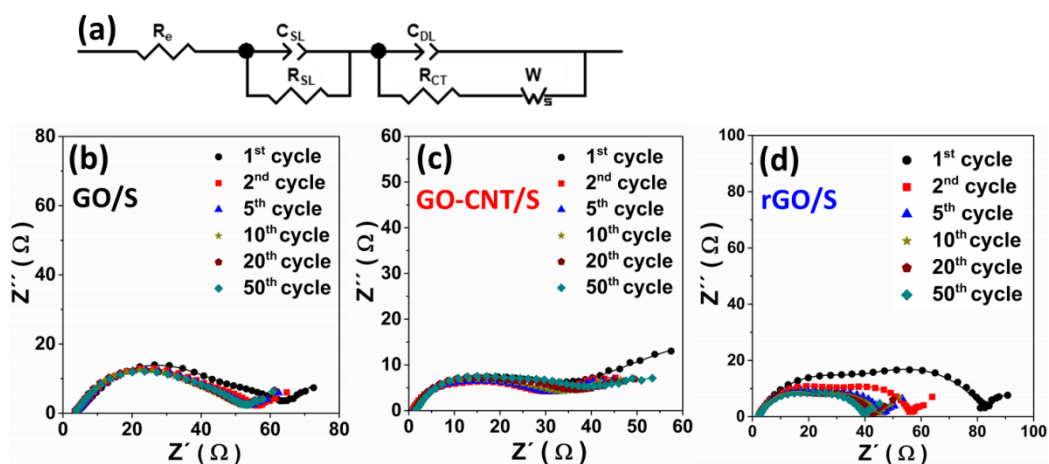 (a)
Re
CSL
RSL
CDL
RCT
W
s
(b)
GO/S
1st cycle
2nd cycle
5th cycle
10th cycle
20th cycle
50th cycle
Z´´ ( Ω )
80
60
40
20
0
0 20 40 60 80 100
Z´ ( Ω )
(c)
GO-CNT/S
1st cycle
2nd cycle
5th cycle
10th cycle
20th cycle
50th cycle
Z´´ ( Ω )
60
50
40
30
20
10
0
0 10 20 30 40 50 60
Z´ ( Ω )
(d)
rGO/S
1st cycle
2nd cycle
5th cycle
10th cycle
20th cycle
50th cycle
Z´´ ( Ω )
100
80
60
40
20
0
0 20 40 60 80 100
Z´ ( Ω )